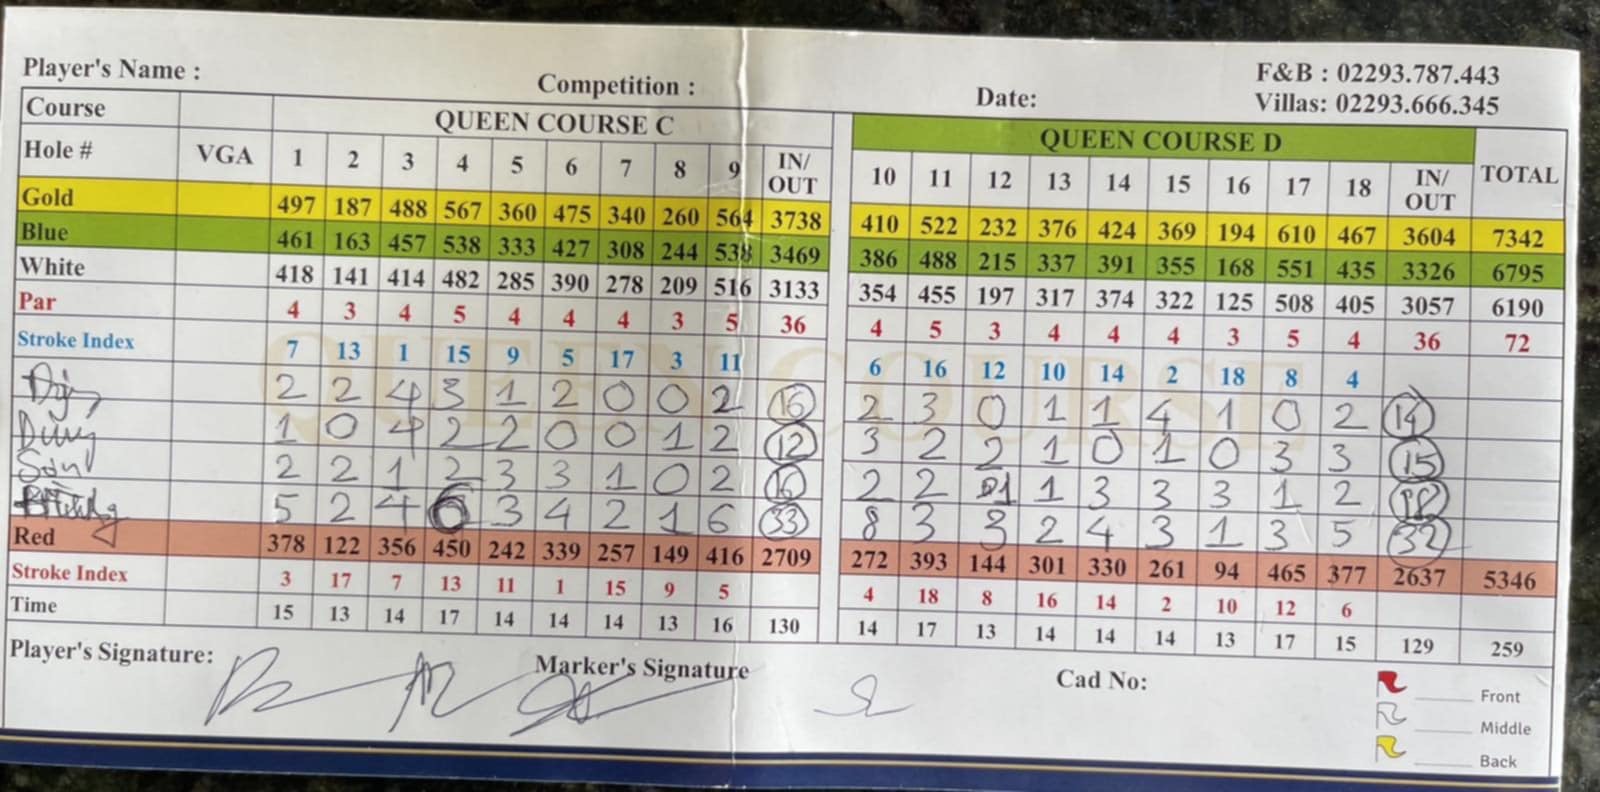 Player's Name : Competition : Date: F&B : 02293.787.443
Villas: 02293.666.345
Course QUEEN COURSE C QUEEN COURSE D TOTAL
Hole # VGA 1 2 3 4 5 6 7 8 9 IN/OUT 10 11 12 13 14 15 16 17 18 IN/OUT
Gold 497 187 488 567 360 475 340 260 564 3738 410 522 232 376 424 369 194 610 467 3604 7342
Blue 461 163 457 538 333 427 308 244 538 3469 386 488 215 337 391 355 168 551 435 3326 6795
White 418 141 414 482 285 390 278 209 516 3133 354 455 197 317 374 322 125 508 405 3057 6190
Par 4 3 4 5 4 4 4 3 5 36 4 5 3 4 4 4 3 5 4 36 72
Stroke Index 7 13 1 15 9 5 17 3 11 6 16 12 10 14 2 18 8 4
2 2 4 3 1 2 0 0 2 16 2 3 0 1 1 4 1 0 2 14
Dũng 1 0 4 2 2 0 0 1 2 12 3 2 2 1 0 1 0 3 3 15
Sơn 2 2 1 2 3 3 1 0 2 16 2 2 1 1 3 3 3 1 2 18
5 2 4 6 3 4 2 1 6 33 8 3 3 2 4 3 1 3 5 32
Red 378 122 356 450 242 339 257 149 416 2709 272 393 144 301 330 261 94 465 377 2637 5346
Stroke Index 3 17 7 13 11 1 15 9 5 4 18 8 16 14 2 10 12 6
Time 15 13 14 17 14 14 14 13 16 130 14 17 13 14 14 14 13 17 15 129 259
Player's Signature: Marker's Signature Cad No:
Front
Middle
Back
QUEEN COURSE